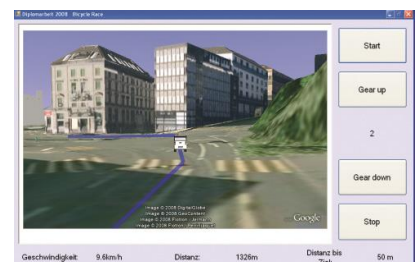 Diplomarbeit 2008 Bicycle Race
Start
Gear up
2
Gear down
Stop
Image © 2008 DigitalGlobe
Image © 2008 GeoContent
Google
Geschwindigkeit: 9.6km/h Distanz: 1326m Distanz bis 50 m
Ziel: